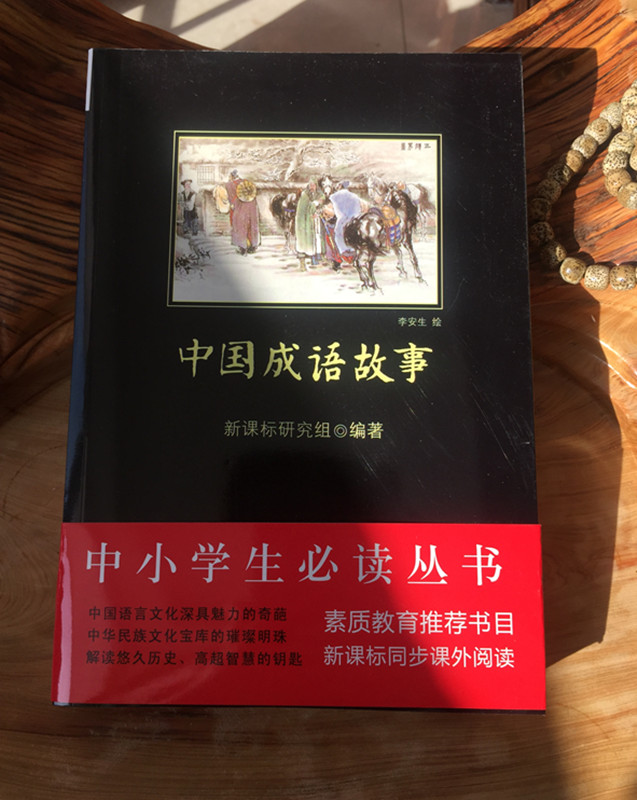 李安生 绘
中国成语故事
新课标研究组◎编著
中小学生必读丛书
中国语言文化深具魅力的奇葩
中华民族文化宝库的璀璨明珠
解读悠久历史、高超智慧的钥匙
素质教育推荐书目
新课标同步课外阅读